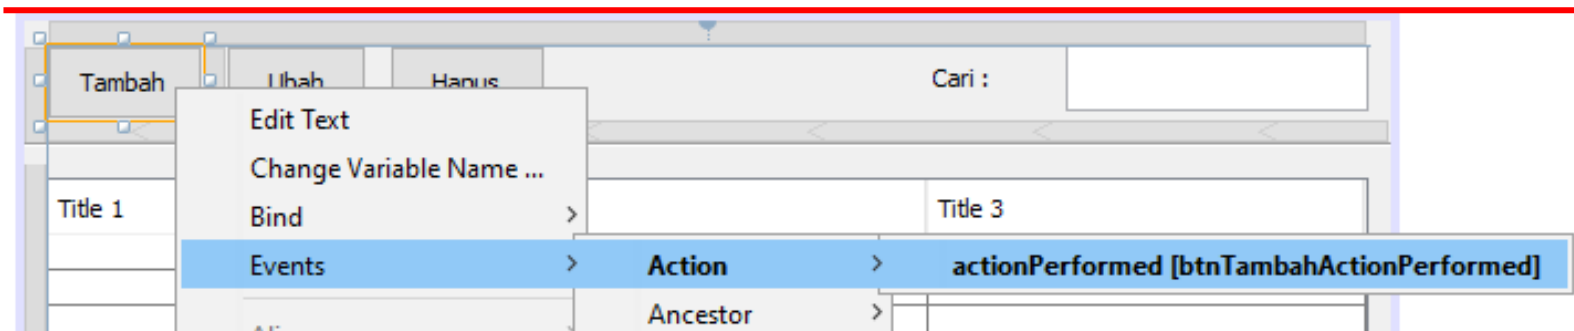 Tambah Ubah Hapus Cari :
Edit Text
Change Variable Name ...
Title 1 Bind Title 3
Events Action actionPerformed [btnTambahActionPerformed]
Ancestor